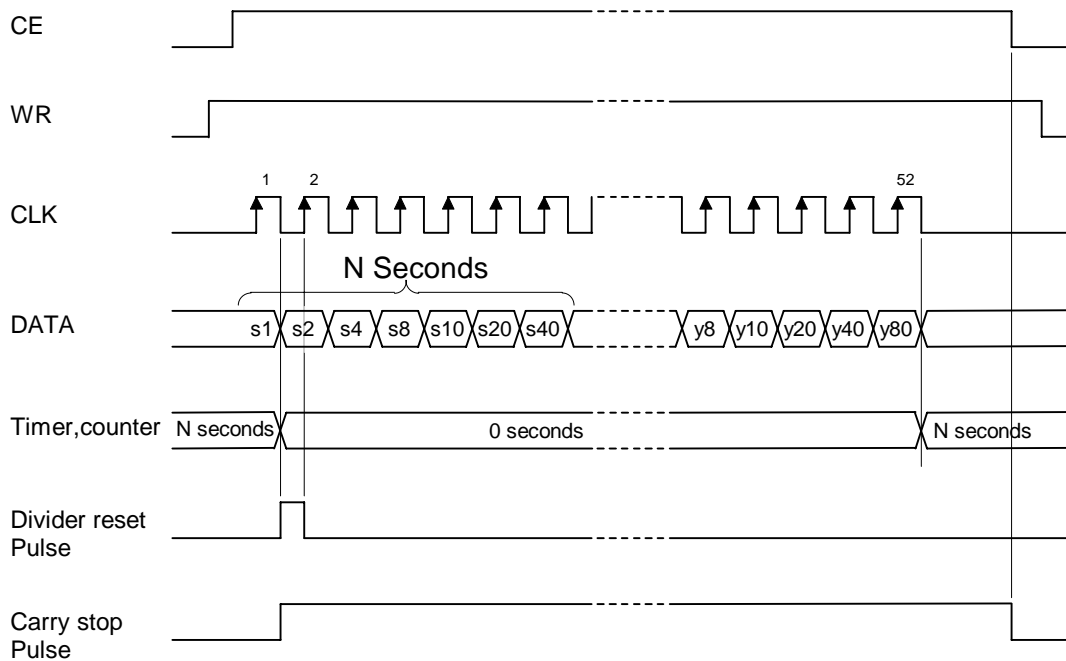 CE
WR
1 2 52
CLK
N Seconds
DATA s1 s2 s4 s8 s10 s20 s40 y8 y10 y20 y40 y80
Timer,counter N seconds 0 seconds N seconds
Divider reset
Pulse
Carry stop
Pulse